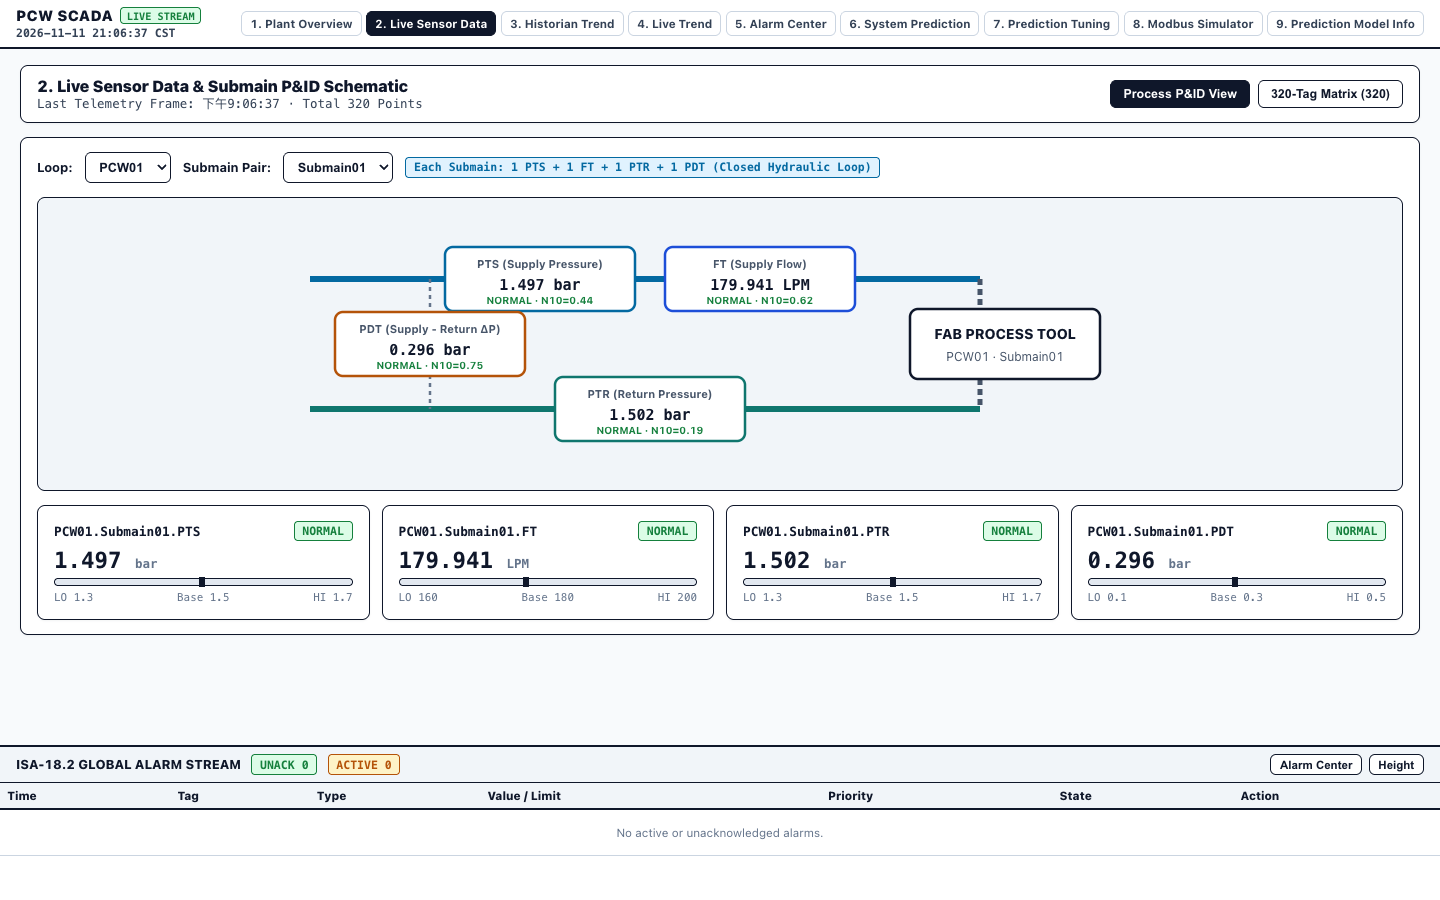 PCW SCADA LIVE STREAM
2026-11-11 21:06:37 CST
1. Plant Overview
2. Live Sensor Data
3. Historian Trend
4. Live Trend
5. Alarm Center
6. System Prediction
7. Prediction Tuning
8. Modbus Simulator
9. Prediction Model Info
2. Live Sensor Data & Submain P&ID Schematic
Last Telemetry Frame: 下午9:06:37 · Total 320 Points
Process P&ID View
320-Tag Matrix (320)
Loop: PCW01 Submain Pair: Submain01 Each Submain: 1 PTS + 1 FT + 1 PTR + 1 PDT (Closed Hydraulic Loop)
PTS (Supply Pressure)
1.497 bar
NORMAL · N10=0.44
FT (Supply Flow)
179.941 LPM
NORMAL · N10=0.62
PDT (Supply - Return ΔP)
0.296 bar
NORMAL · N10=0.75
FAB PROCESS TOOL
PCW01 · Submain01
PTR (Return Pressure)
1.502 bar
NORMAL · N10=0.19
PCW01.Submain01.PTS NORMAL
1.497 bar
LO 1.3 Base 1.5 HI 1.7
PCW01.Submain01.FT NORMAL
179.941 LPM
LO 160 Base 180 HI 200
PCW01.Submain01.PTR NORMAL
1.502 bar
LO 1.3 Base 1.5 HI 1.7
PCW01.Submain01.PDT NORMAL
0.296 bar
LO 0.1 Base 0.3 HI 0.5
ISA-18.2 GLOBAL ALARM STREAM UNACK 0 ACTIVE 0 Alarm Center Height
Time Tag Type Value / Limit Priority State Action
No active or unacknowledged alarms.